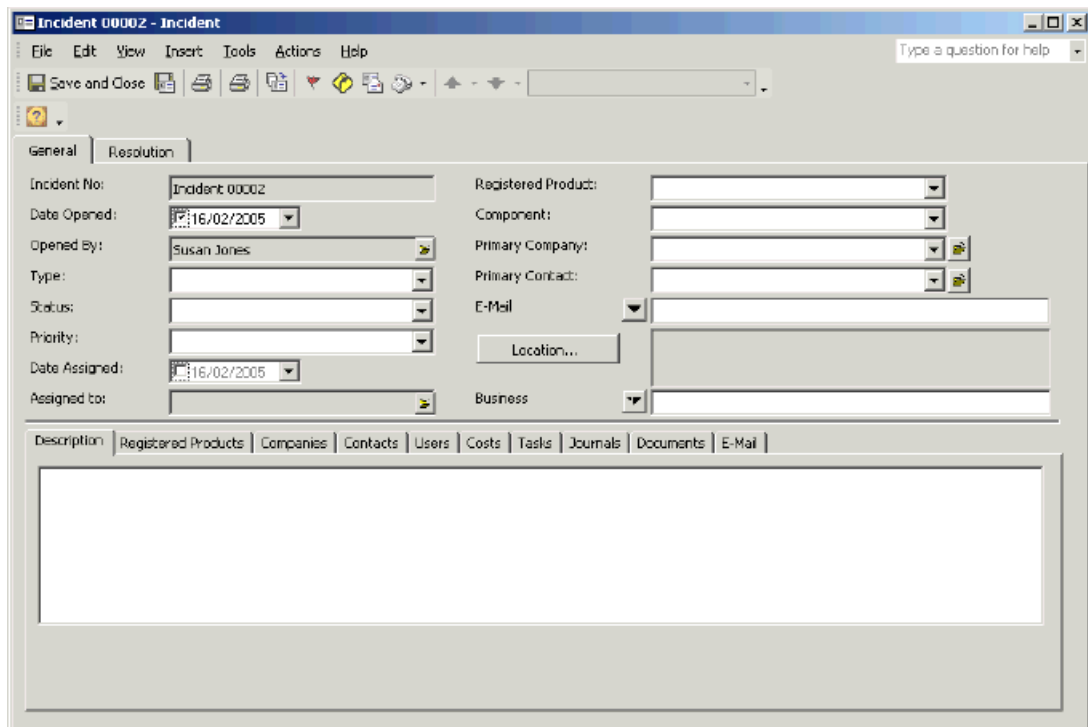 Incident 00002 - Incident
File Edit View Insert Tools Actions Help Type a question for help
Save and Close
General Resolution
Incident No: Incident 00002
Date Opened: 16/02/2005
Opened By: Susan Jones
Type:
Status:
Priority:
Date Assigned: 16/02/2005
Assigned to:
Registered Product:
Component:
Primary Company:
Primary Contact:
E-Mail
Location...
Business
Description Registered Products Companies Contacts Users Costs Tasks Journals Documents E-Mail